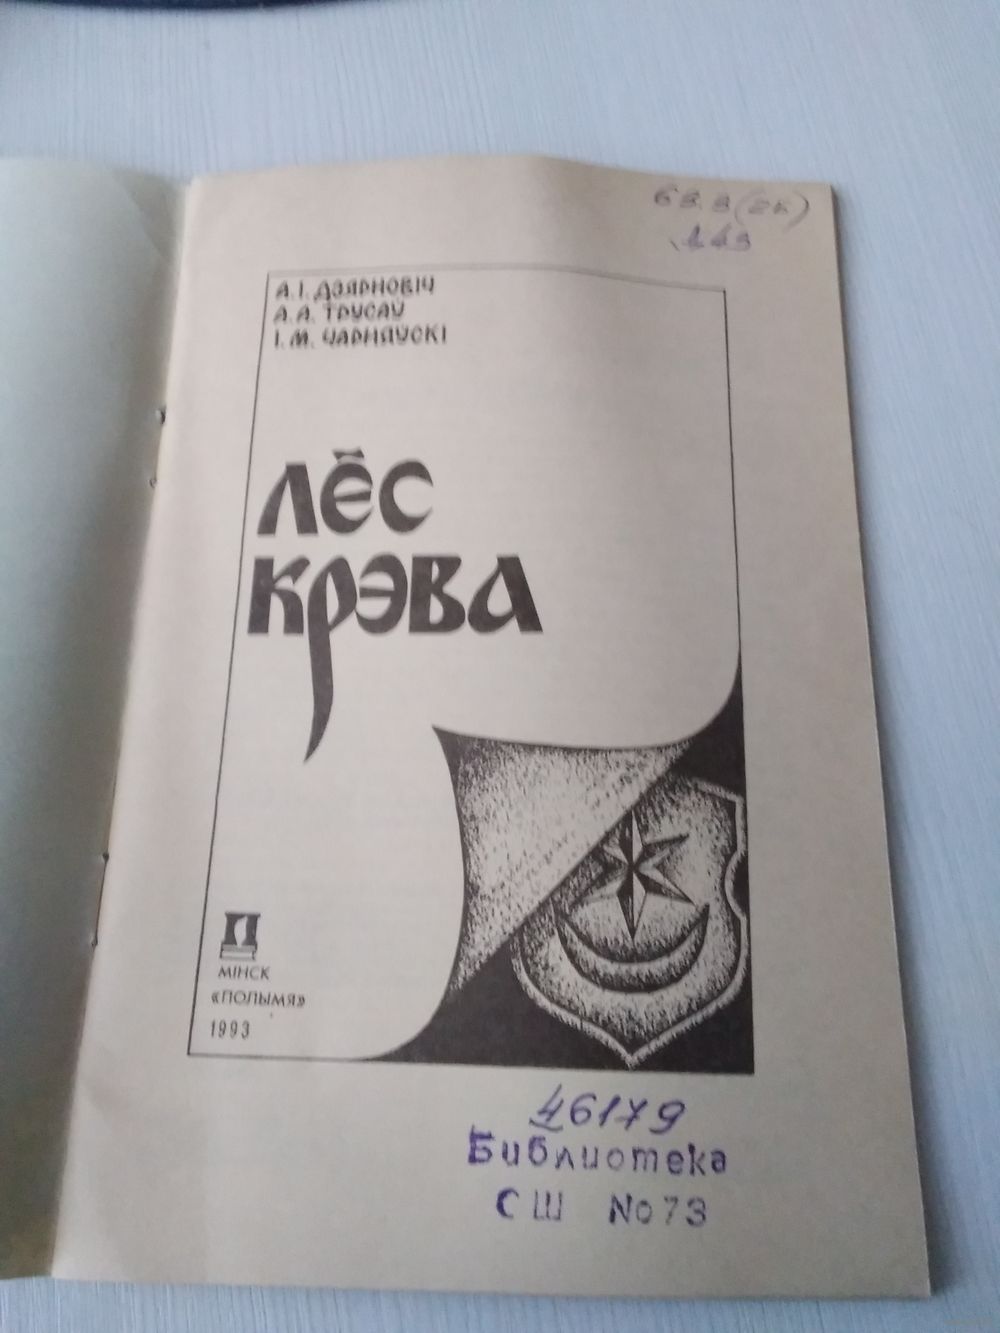 63.3(2Б)
А.І. ДЗЯРНОВІЧ
А.А. ТРУСАЎ
І.М. ЧАРНЯЎСКІ
ЛЁС
КРЭВА
МІНСК
«ПОЛЫМЯ»
1993
46179
Библиотека
СШ №73